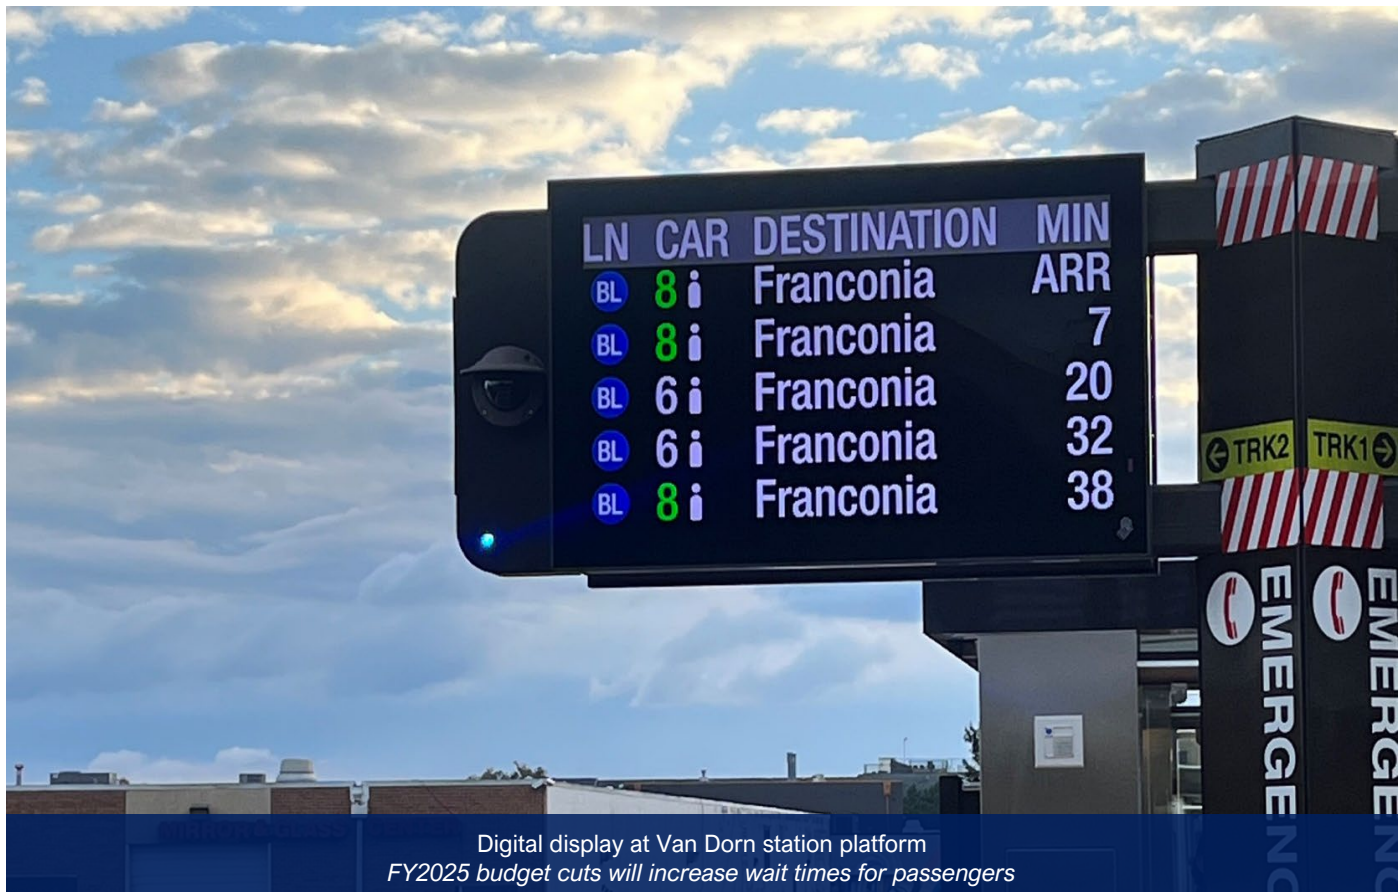 LN CAR DESTINATION MIN
BL 8 Franconia ARR
BL 8 Franconia 7
BL 6 Franconia 20
BL 6 Franconia 32
BL 8 Franconia 38
TRK2 TRK1
EMERGENC
EMERGENC
Digital display at Van Dorn station platform
FY2025 budget cuts will increase wait times for passengers